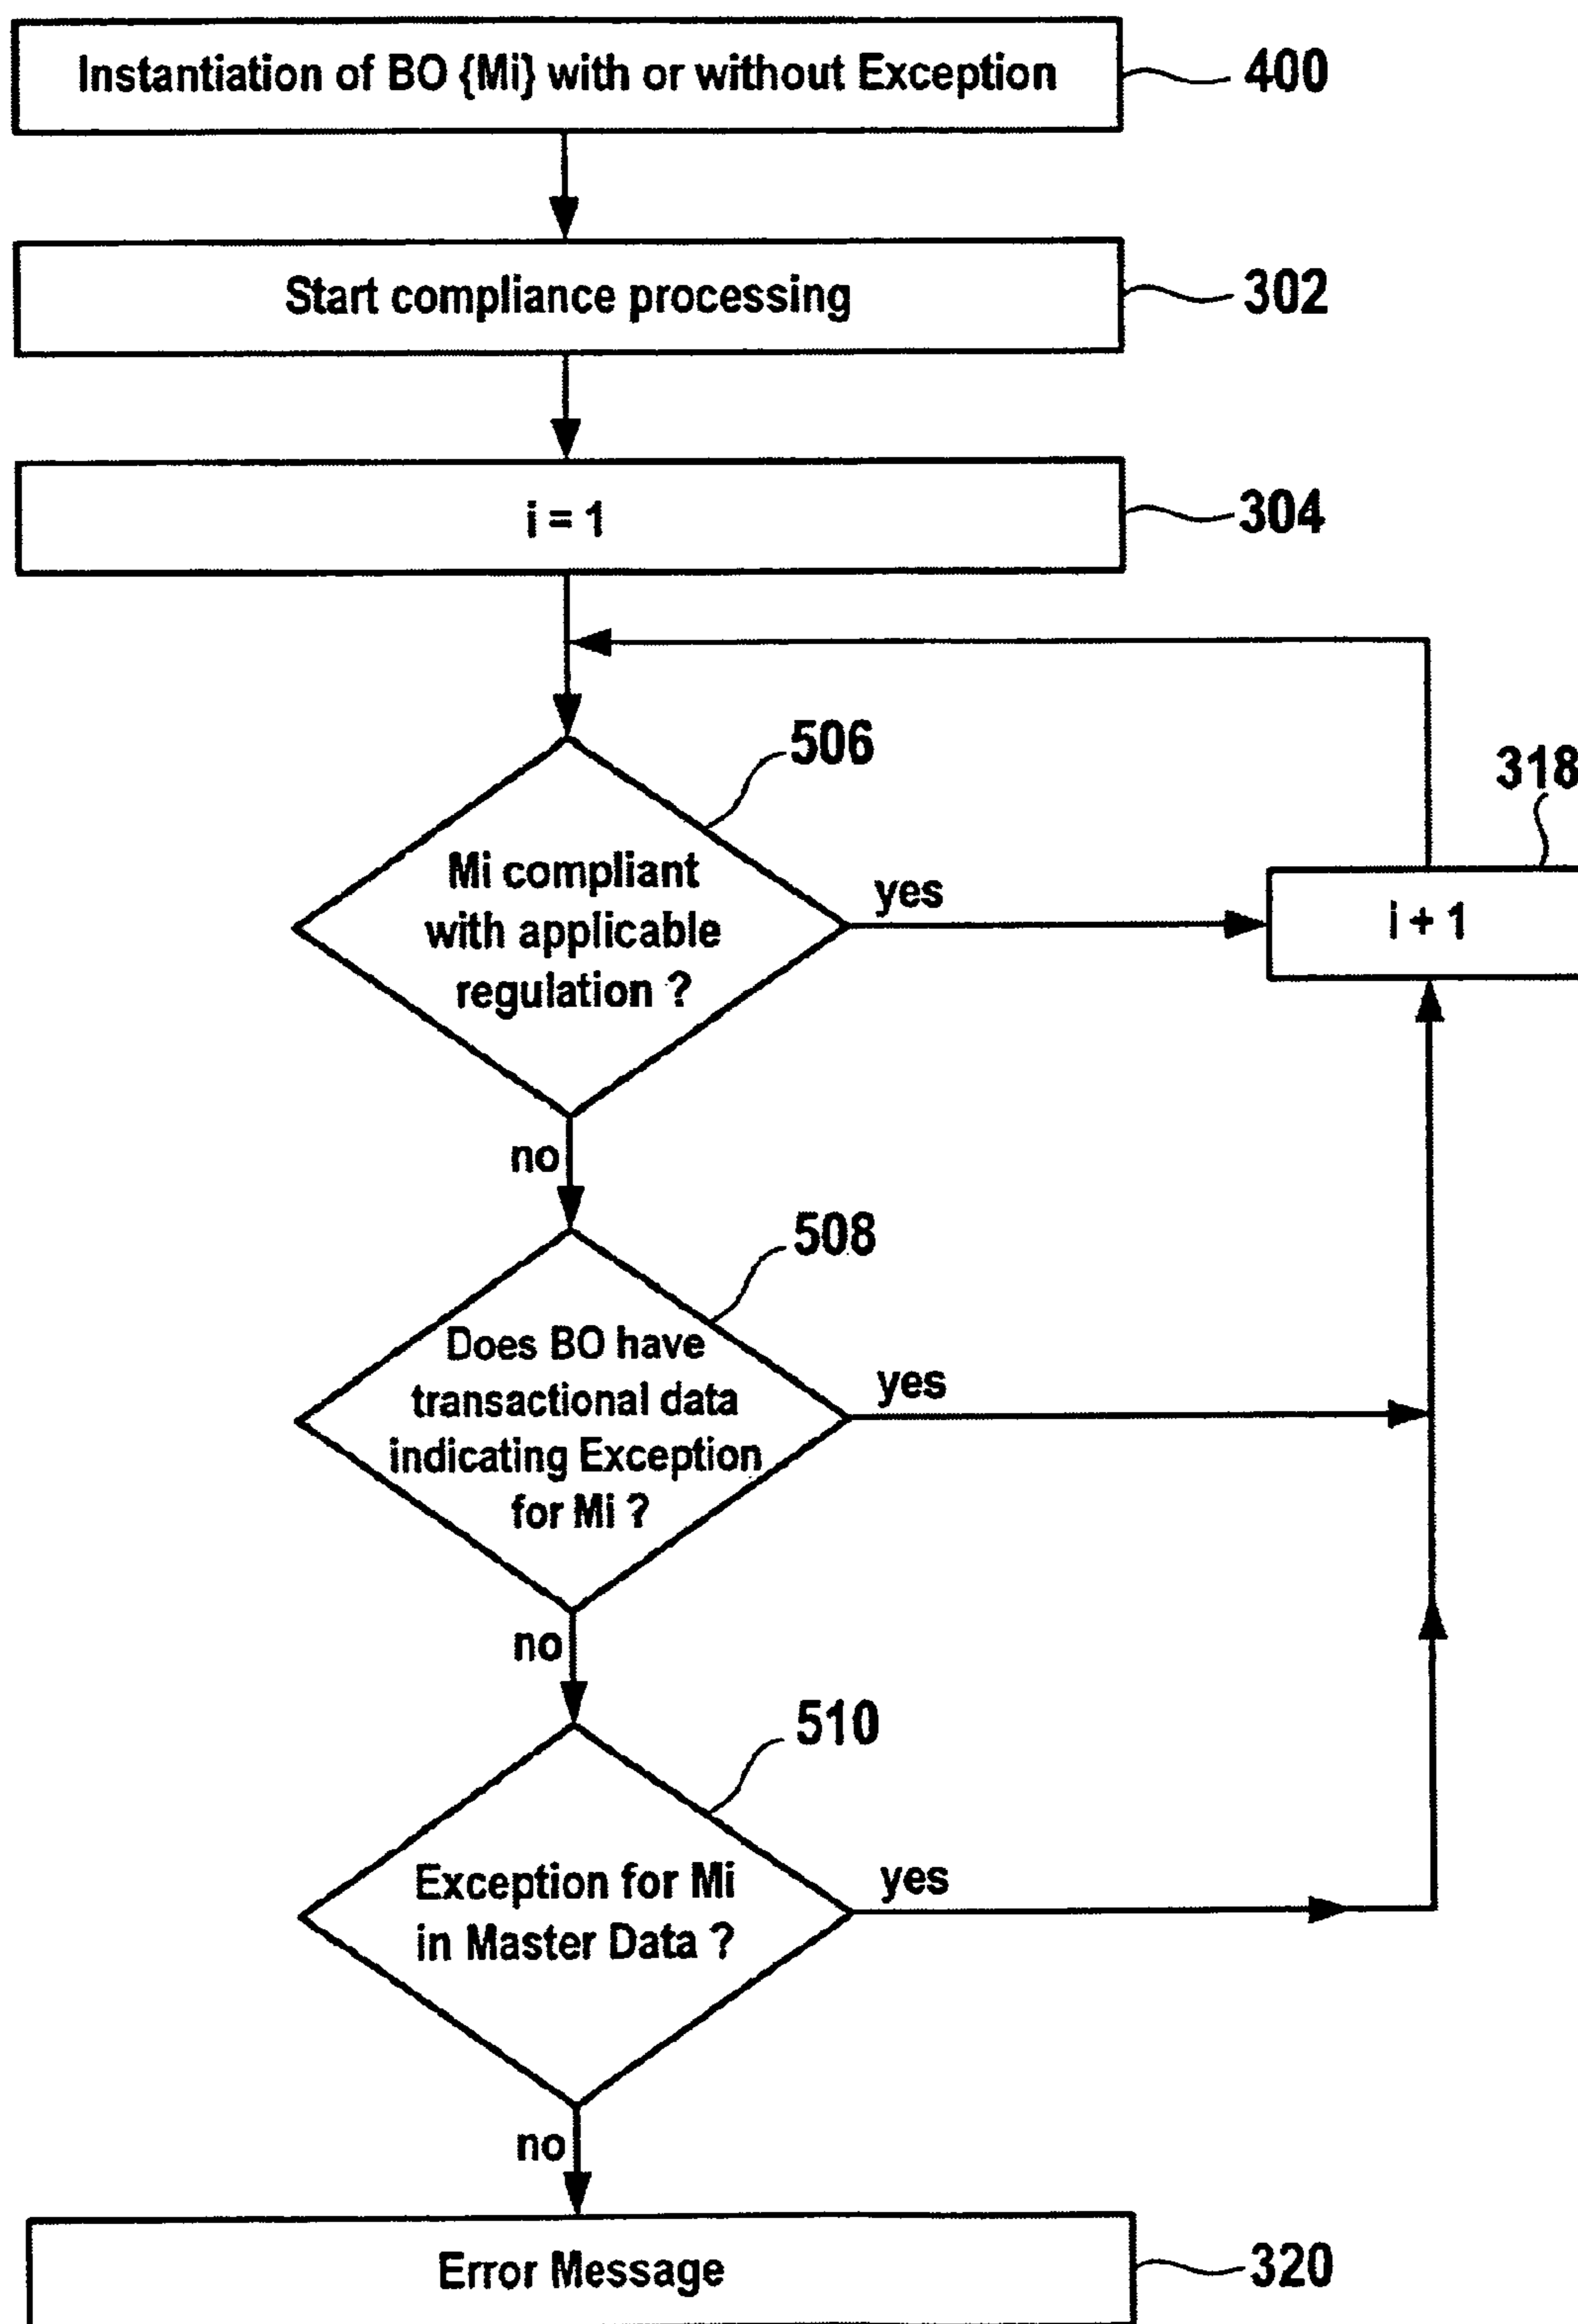 Instantiation of BO {Mi} with or without Exception
400
Start compliance processing
302
i = 1
304
506
318
Mi compliant
with applicable
regulation ?
yes
i + 1
no
508
Does BO have
transactional data
indicating Exception
for Mi ?
yes
no
510
Exception for Mi
in Master Data ?
yes
no
Error Message
320